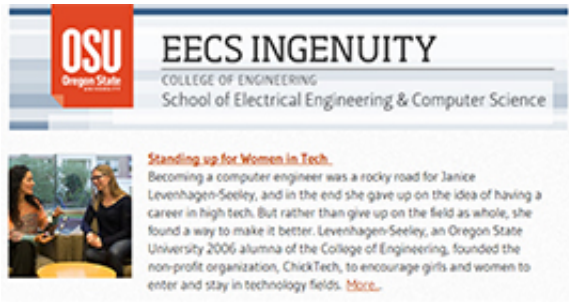 OSU
Oregon State
UNIVERSITY
EECS INGENUITY
COLLEGE OF ENGINEERING
School of Electrical Engineering & Computer Science
Standing up for Women in Tech
Becoming a computer engineer was a rocky road for Janice
Levenhagen-Seeley, and in the end she gave up on the idea of having a
career in high tech. But rather than give up on the field as whole, she
found a way to make it better. Levenhagen-Seeley, an Oregon State
University 2006 alumna of the College of Engineering, founded the
non-profit organization, ChickTech, to encourage girls and women to
enter and stay in technology fields. More...